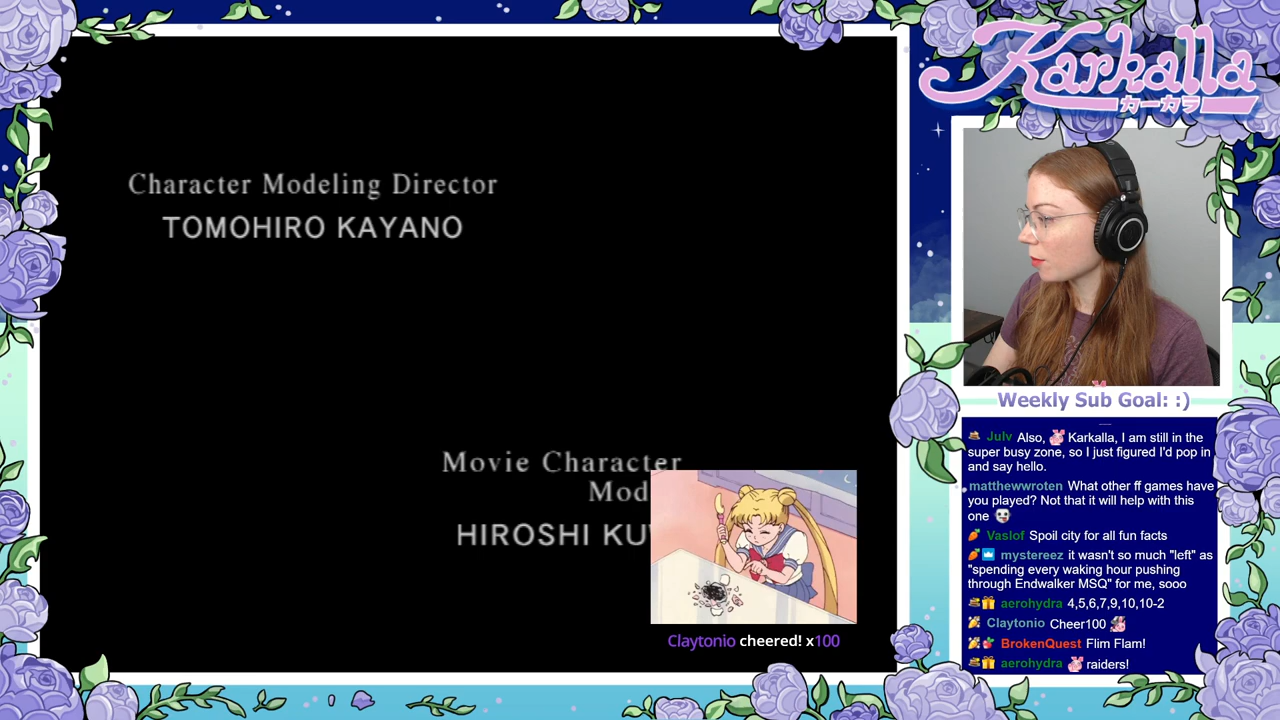 Character Modeling Director
TOMOHIRO KAYANO
Movie Character
HIROSHI
Claytonio cheered! x100
Karkalla
カーカラ
Weekly Sub Goal: :)
Julv Also, Karkalla, I am still in the
super busy zone, so I just figured I'd pop in
and say hello.
matthewwroten What other ff games have
you played? Not that it will help with this
one
Vaslof Spoil city for all fun facts
mystereez it wasn't so much "left" as
"spending every waking hour pushing
through Endwalker MSQ" for me, sooo
aerohydra 4,5,6,7,9,10,10-2
Claytonio Cheer100
BrokenQuest Flim Flam!
aerohydra raiders!